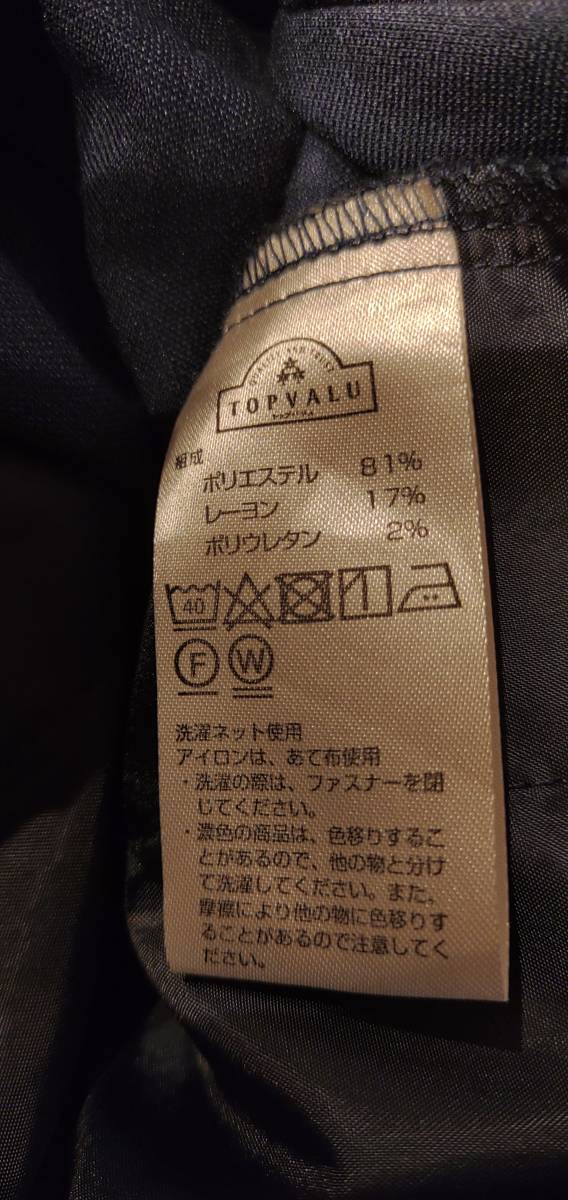 TOPVALU
トップバリュ
組成
ポリエステル 81%
レーヨン 17%
ポリウレタン 2%
40
F W
洗濯ネット使用
アイロンは、あて布使用
・洗濯の際は、ファスナーを閉
じてください。
・濃色の商品は、色移りするこ
とがあるので、他の物と分け
て洗濯してください。また、
摩擦により他の物に色移りす
ることがあるので注意してく
ださい。